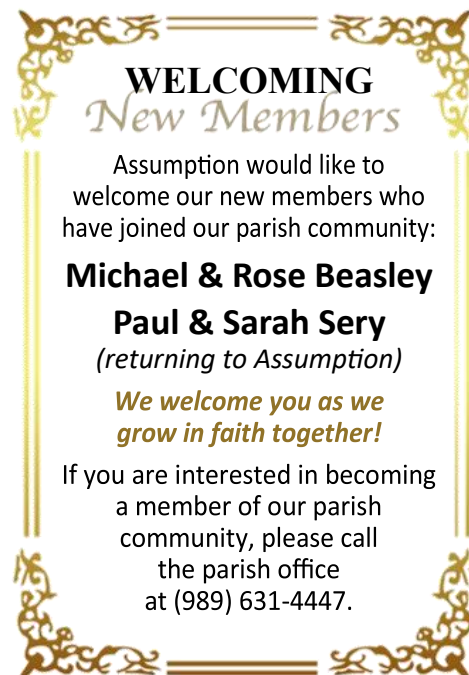 WELCOMING
New Members
Assumption would like to
welcome our new members who
have joined our parish community:
Michael & Rose Beasley
Paul & Sarah Sery
(returning to Assumption)
We welcome you as we
grow in faith together!
If you are interested in becoming
a member of our parish
community, please call
the parish office
at (989) 631-4447.